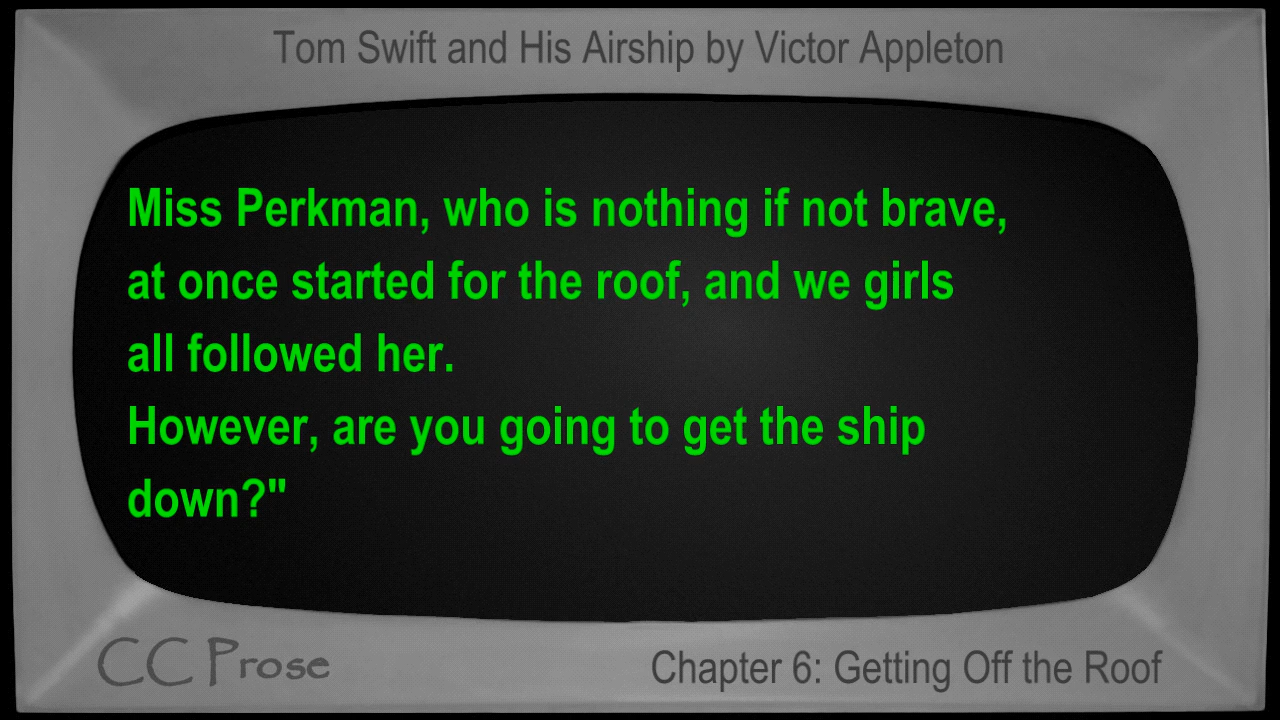 Tom Swift and His Airship by Victor Appleton
Miss Perkman, who is nothing if not brave,
at once started for the roof, and we girls
all followed her.
However, are you going to get the ship
down?"
CC Prose
Chapter 6: Getting Off the Roof